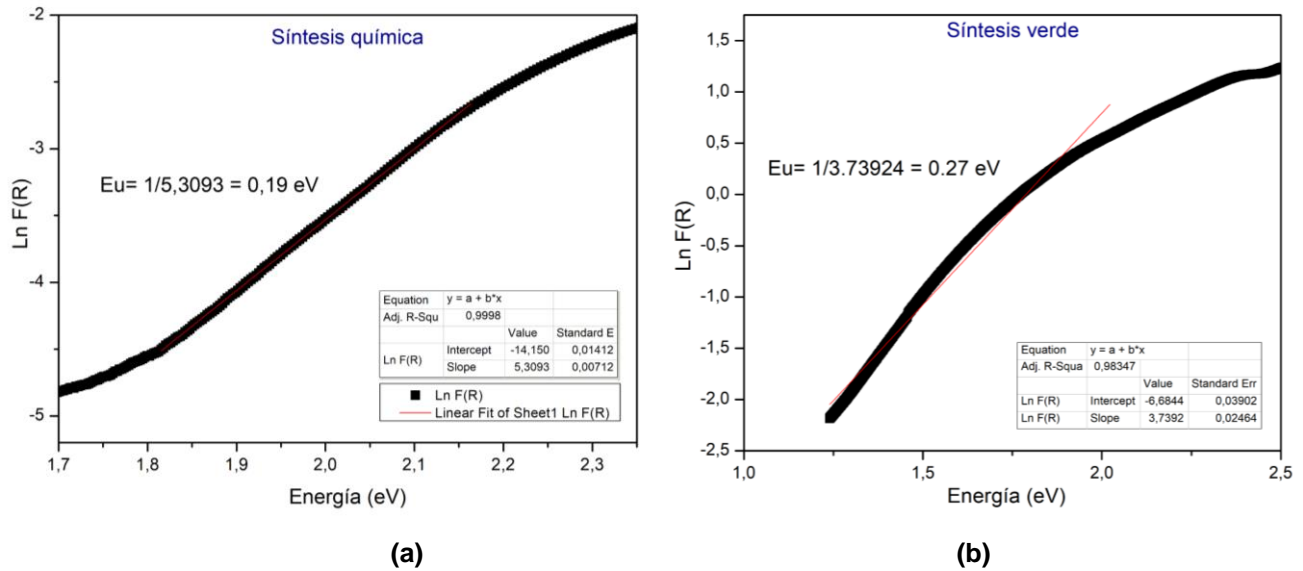 Síntesis química
Ln F(R)
-2
-3
-4
-5
Eu= 1/5,3093 = 0,19 eV
Equation y = a + b*x
Adj. R-Squ 0,9998
Value Standard E
Ln F(R) Intercept -14,150 0,01412
Slope 5,3093 0,00712
Ln F(R)
Linear Fit of Sheet1 Ln F(R)
1,7 1,8 1,9 2,0 2,1 2,2 2,3
Energía (eV)
(a)
Síntesis verde
Ln F(R)
1,5
1,0
0,5
0,0
-0,5
-1,0
-1,5
-2,0
-2,5
Eu= 1/3.73924 = 0.27 eV
Equation y = a + b*x
Adj. R-Squa 0,98347
Value Standard Err
Ln F(R) Intercept -6,6844 0,03902
Ln F(R) Slope 3,7392 0,02464
1,0 1,5 2,0 2,5
Energía (eV)
(b)